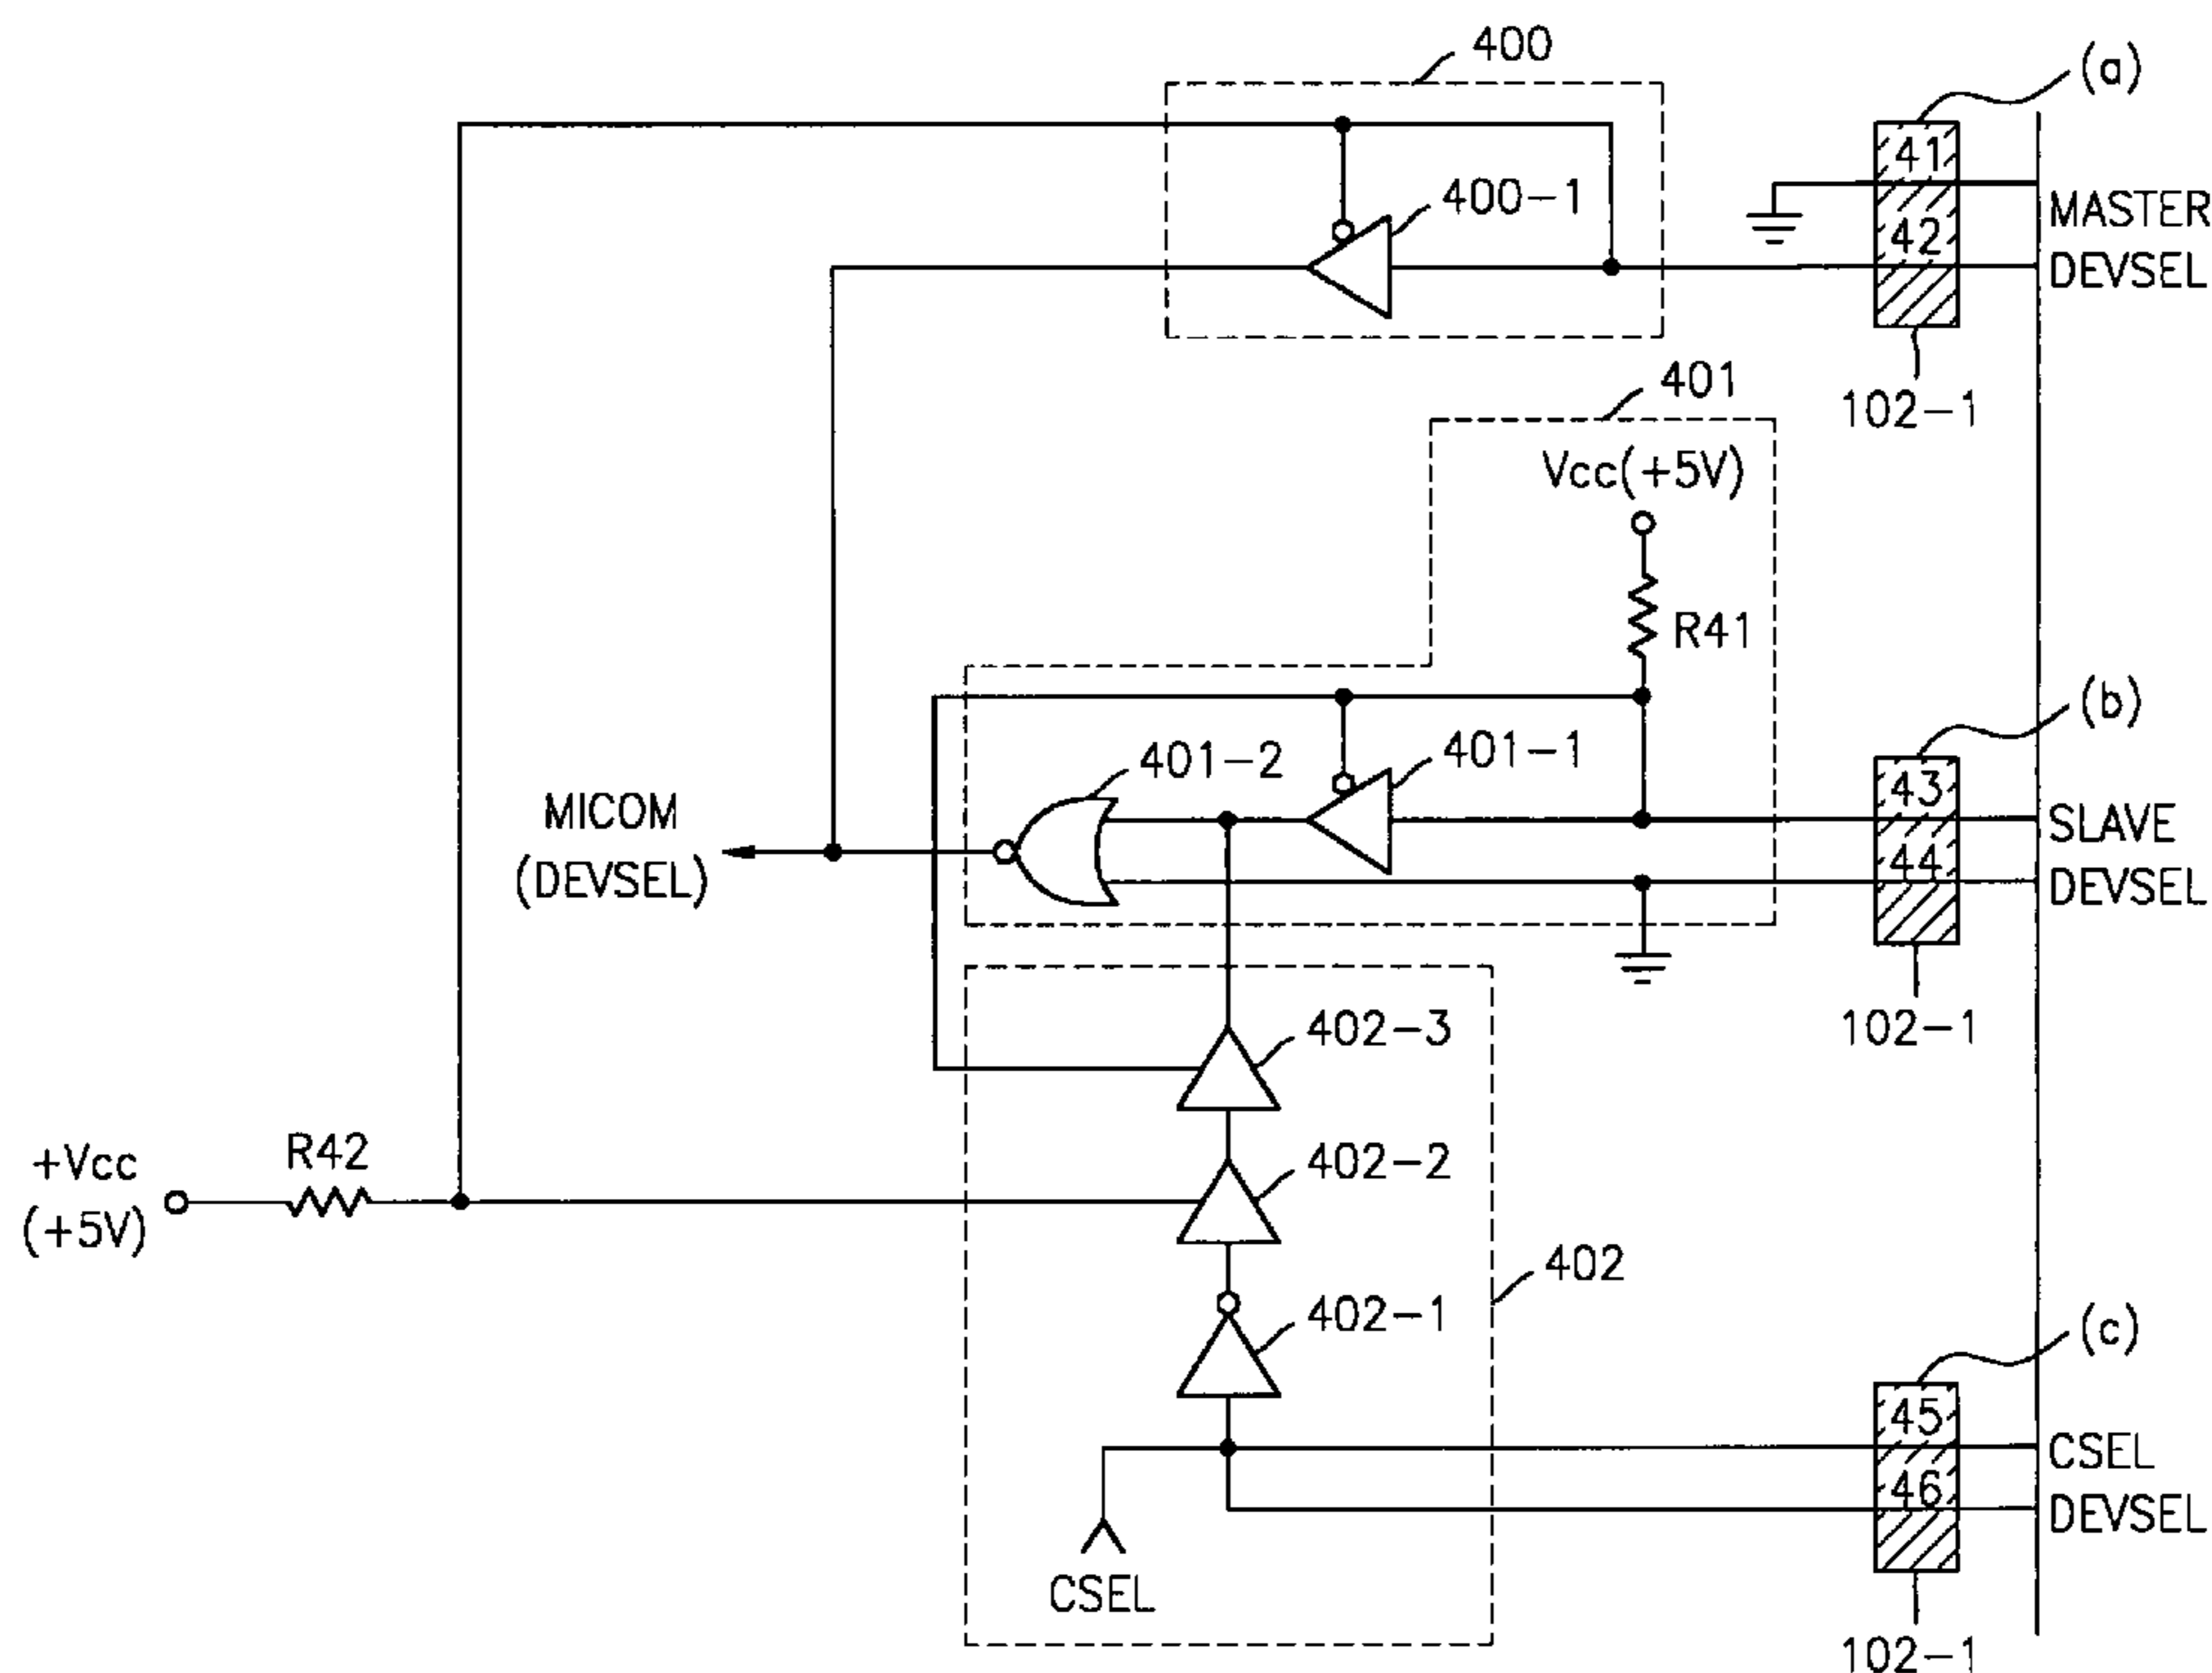 400
(a)
41
400-1
MASTER
42
DEVSEL
401
102-1
Vcc(+5V)
R41
(b)
401-2
401-1
43
MICOM
SLAVE
(DEVSEL)
44
DEVSEL
402-3
102-1
+Vcc
R42
402-2
(+5V)
402
402-1
(c)
45
CSEL
46
DEVSEL
CSEL
102-1